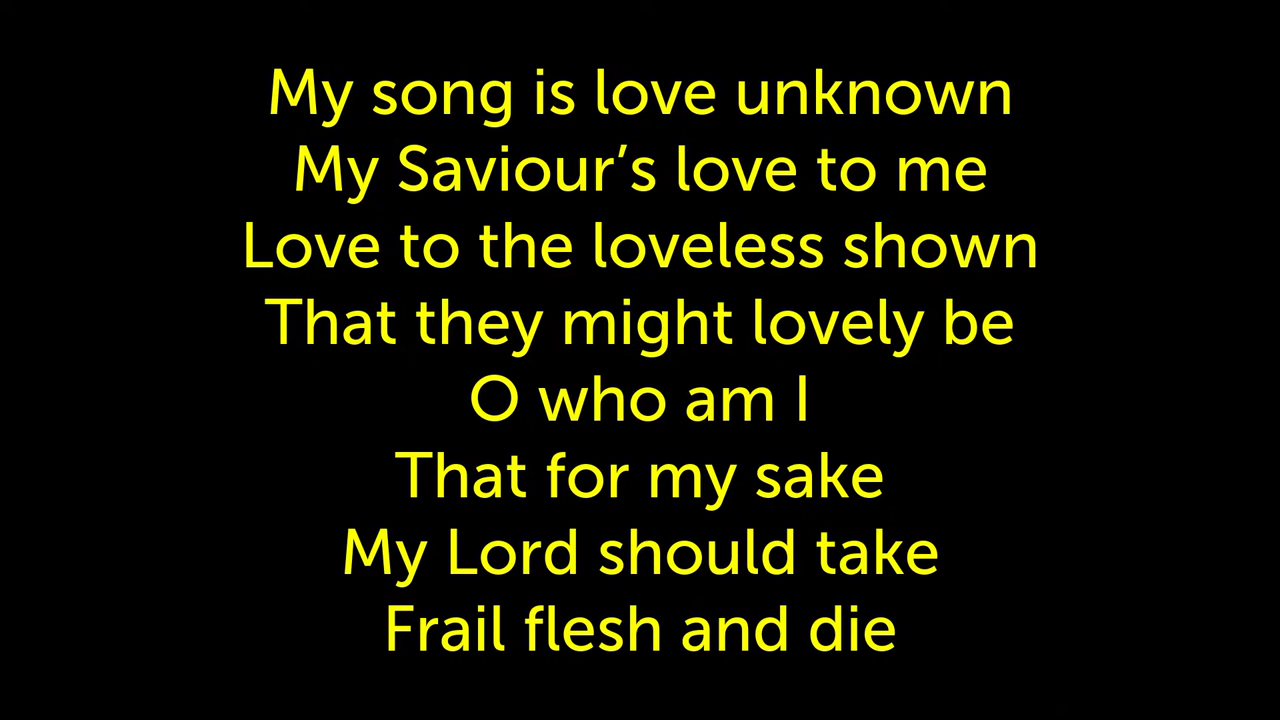 My song is love unknown
My Saviour’s love to me
Love to the loveless shown
That they might lovely be
O who am I
That for my sake
My Lord should take
Frail flesh and die